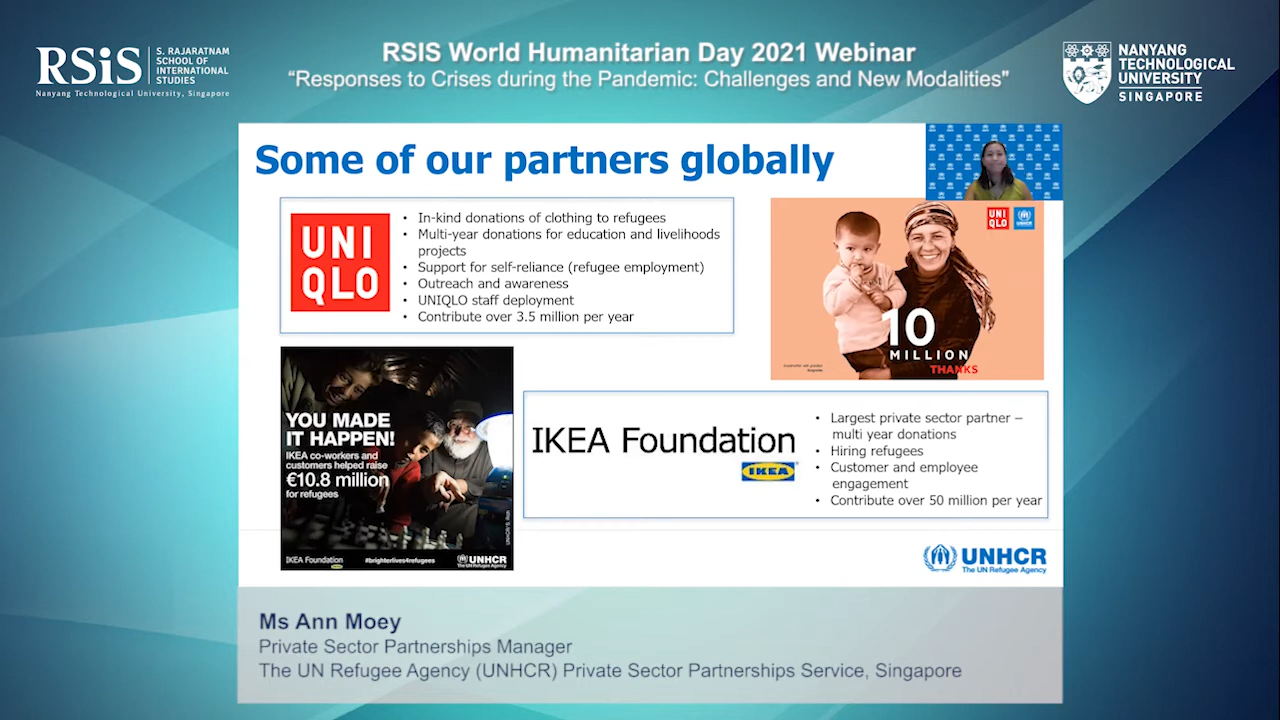 RSiS
S. RAJARATNAM
SCHOOL OF
INTERNATIONAL
STUDIES
Nanyang Technological University, Singapore
RSIS World Humanitarian Day 2021 Webinar
“Responses to Crises during the Pandemic: Challenges and New Modalities"
NANYANG
TECHNOLOGICAL
UNIVERSITY
SINGAPORE
Some of our partners globally
UNI
QLO
• In-kind donations of clothing to refugees
• Multi-year donations for education and livelihoods
projects
• Support for self-reliance (refugee employment)
• Outreach and awareness
• UNIQLO staff deployment
• Contribute over 3.5 million per year
UNI
QLO
UNHCR
10
MILLION
THANKS
YOU MADE
IT HAPPEN!
IKEA co-workers and
customers helped raise
€10.8 million
for refugees
IKEA Foundation
#brighterlives4refugees
UNHCR
The UN Refugee Agency
IKEA Foundation
IKEA
• Largest private sector partner –
multi year donations
• Hiring refugees
• Customer and employee
engagement
• Contribute over 50 million per year
UNHCR
The UN Refugee Agency
Ms Ann Moey
Private Sector Partnerships Manager
The UN Refugee Agency (UNHCR) Private Sector Partnerships Service, Singapore